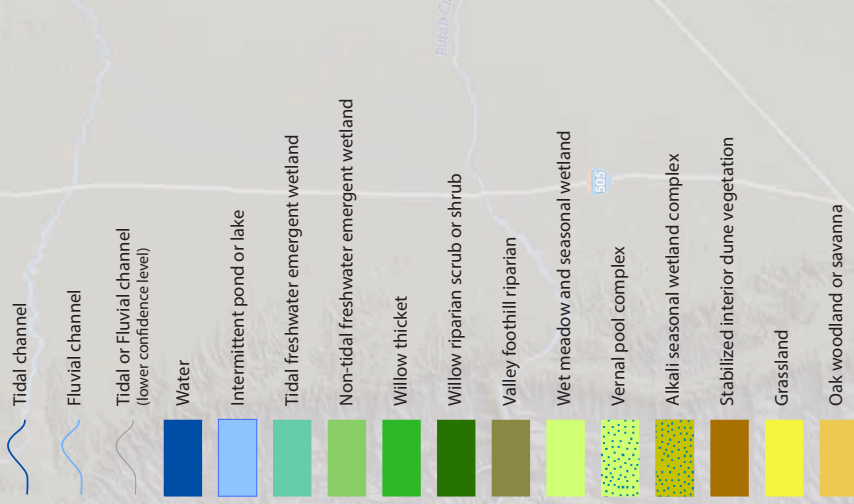 Tidal channel
Fluvial channel
Tidal or Fluvial channel
(lower confidence level)
Water
Intermittent pond or lake
Tidal freshwater emergent wetland
Non-tidal freshwater emergent wetland
Willow thicket
Willow riparian scrub or shrub
Valley foothill riparian
Wet meadow and seasonal wetland
Vernal pool complex
Alkali seasonal wetland complex
Stabilized interior dune vegetation
Grassland
Oak woodland or savanna
Putah
505